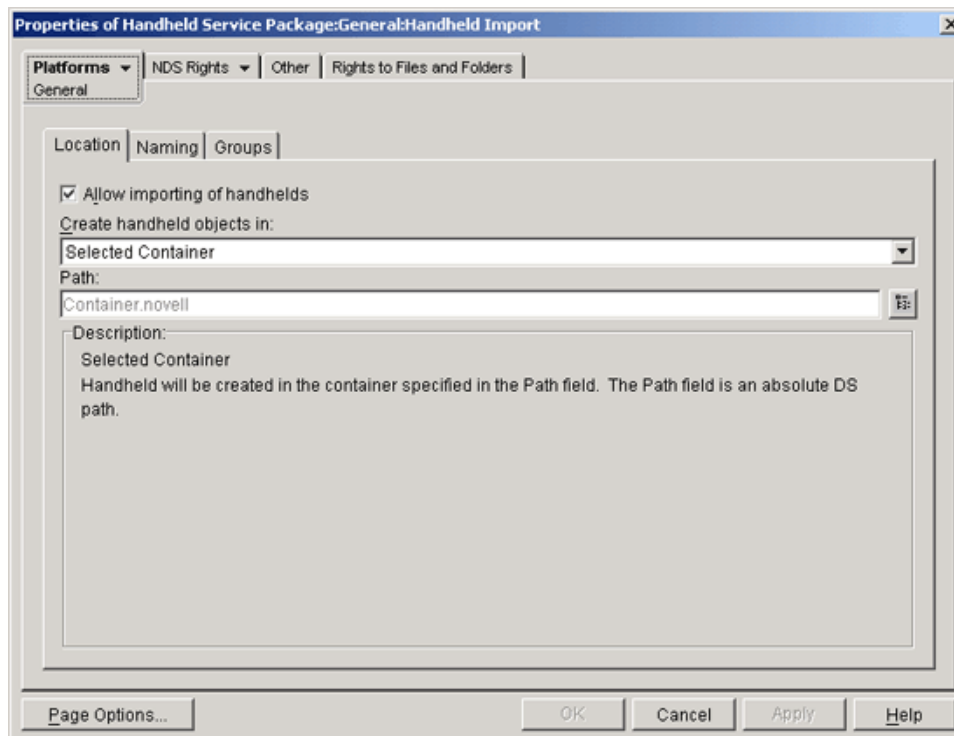 Properties of Handheld Service Package:General:Handheld Import
Platforms NDS Rights Other Rights to Files and Folders
General
Location Naming Groups
Allow importing of handhelds
Create handheld objects in:
Selected Container
Path:
Container.novell
Description:
Selected Container
Handheld will be created in the container specified in the Path field. The Path field is an absolute DS
path.
Page Options... OK Cancel Apply Help